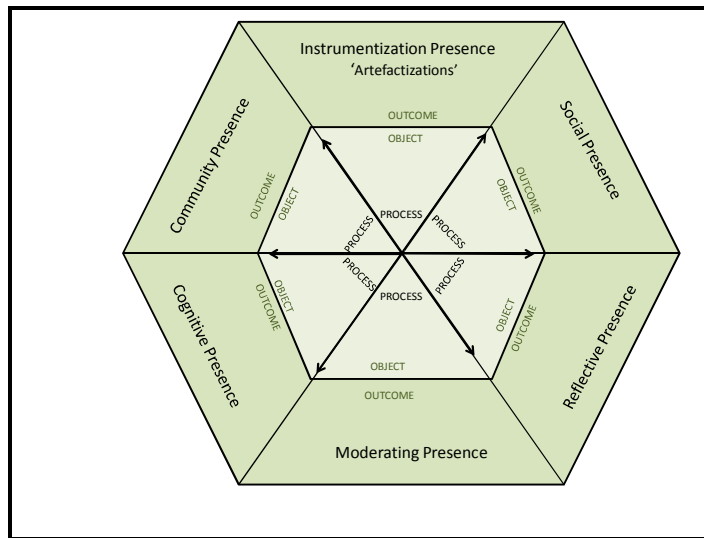 Instrumentization Presence
'Artefactizations'
OUTCOME
OBJECT
Community Presence
OUTCOME
OBJECT
Social Presence
OUTCOME
OBJECT
PROCESS
PROCESS
PROCESS
PROCESS
PROCESS
PROCESS
Cognitive Presence
OBJECT
OUTCOME
Reflective Presence
OBJECT
OUTCOME
OBJECT
OUTCOME
Moderating Presence